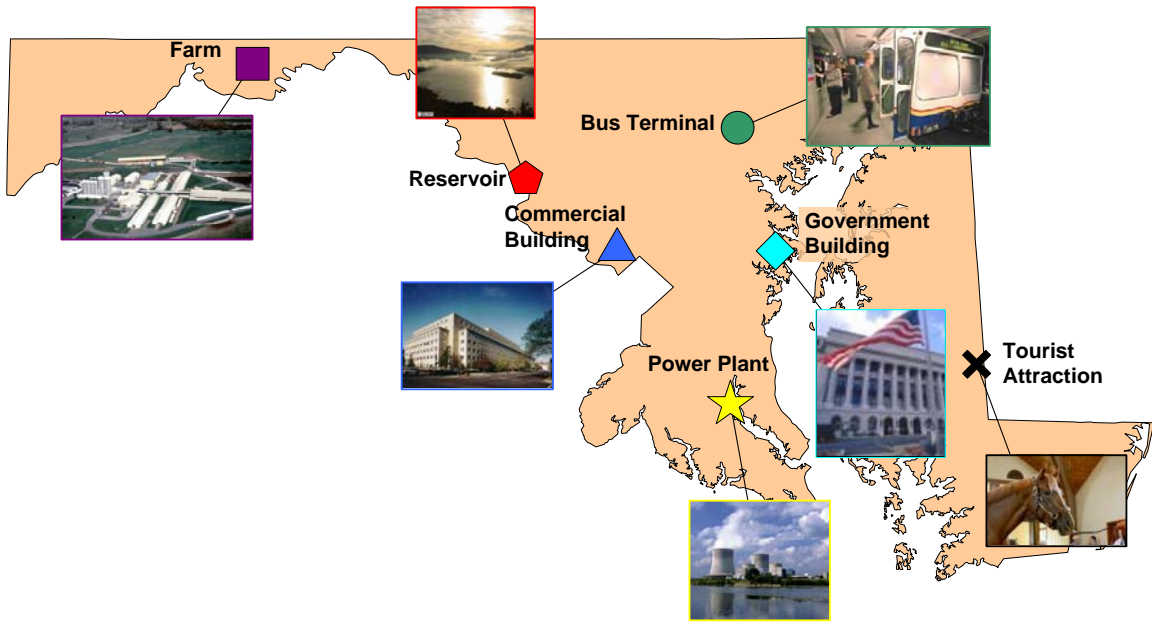 Farm
Bus Terminal
Reservoir
Commercial
Building
Government
Building
Power Plant
Tourist
Attraction